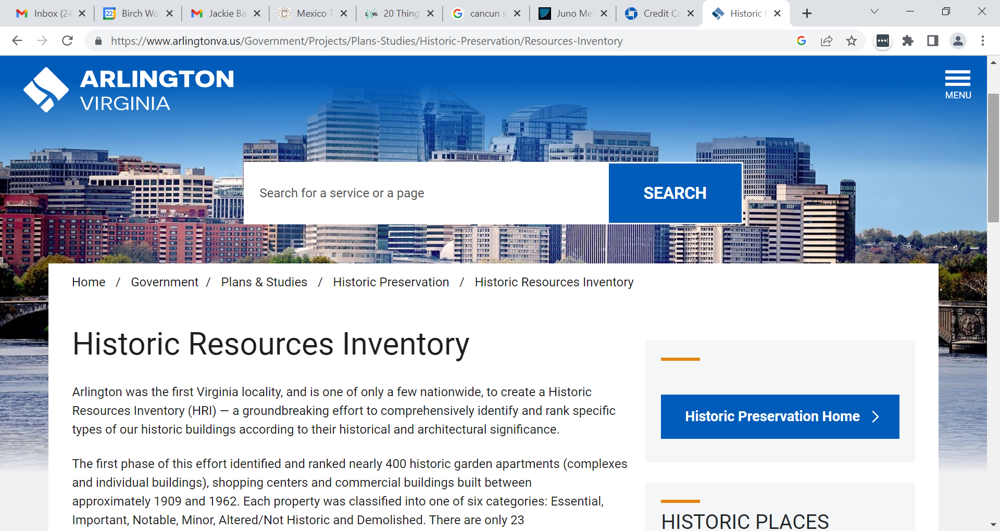 Inbox (24
Birch Wo
Jackie Ba
Mexico T
20 Thing
cancun s
Juno Me
Credit Ca
Historic
https://www.arlingtonva.us/Government/Projects/Plans-Studies/Historic-Preservation/Resources-Inventory
ARLINGTON
VIRGINIA
MENU
Search for a service or a page
SEARCH
Home / Government / Plans & Studies / Historic Preservation / Historic Resources Inventory
Historic Resources Inventory
Arlington was the first Virginia locality, and is one of only a few nationwide, to create a Historic
Resources Inventory (HRI) — a groundbreaking effort to comprehensively identify and rank specific
types of our historic buildings according to their historical and architectural significance.
The first phase of this effort identified and ranked nearly 400 historic garden apartments (complexes
and individual buildings), shopping centers and commercial buildings built between
approximately 1909 and 1962. Each property was classified into one of six categories: Essential,
Important, Notable, Minor, Altered/Not Historic and Demolished. There are only 23
Historic Preservation Home
HISTORIC PLACES